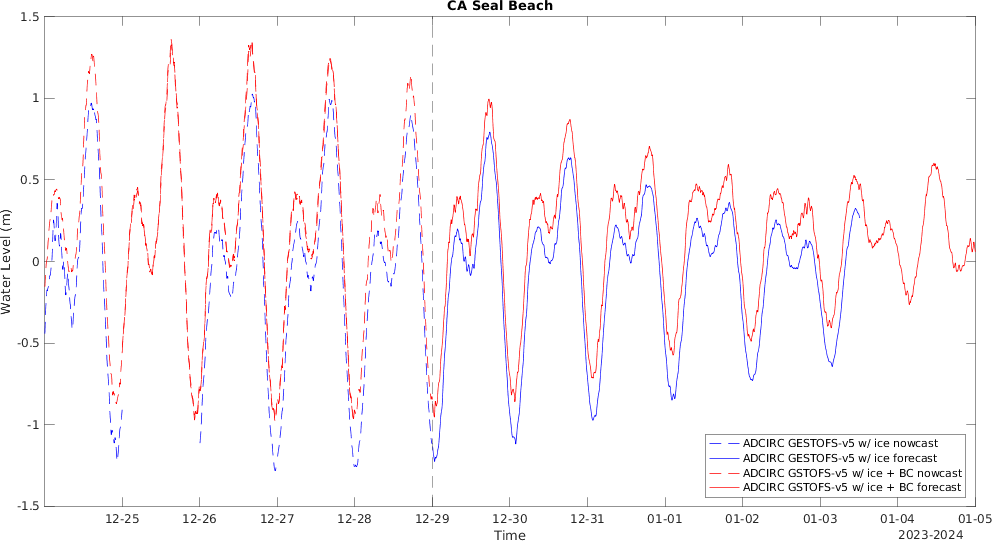 CA Seal Beach
1.5
1
0.5
0
-0.5
-1
-1.5
Water Level (m)
12-25 12-26 12-27 12-28 12-29 12-30 12-31 01-01 01-02 01-03 01-04 01-05
Time
2023-2024
ADCIRC GESTOFS-v5 w/ ice nowcast
ADCIRC GESTOFS-v5 w/ ice forecast
ADCIRC GSTOFS-v5 w/ ice + BC nowcast
ADCIRC GSTOFS-v5 w/ ice + BC forecast